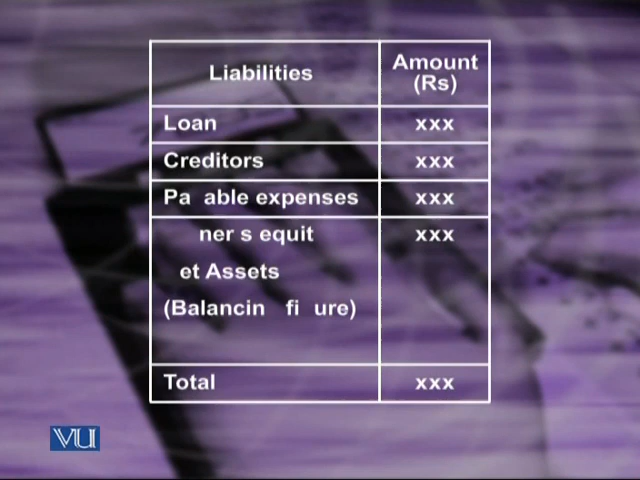 Liabilities
Amount
(Rs)
Loan
xxx
Creditors
xxx
Pa able expenses
xxx
ner s equit
xxx
et Assets
(Balancin fi ure)
Total
xxx
VU